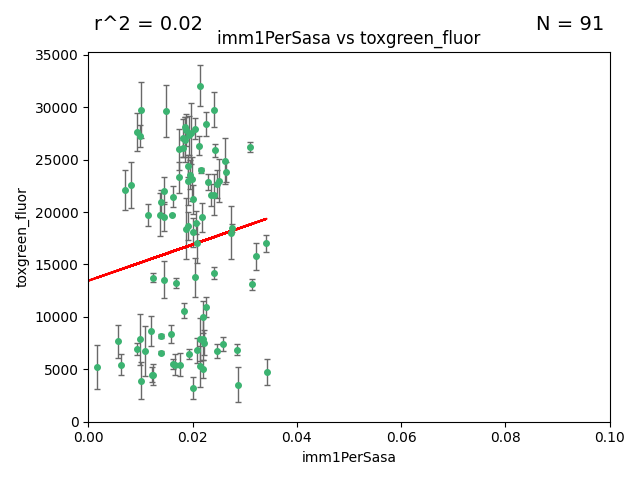 r^2 = 0.02
N = 91
imm1PerSasa vs toxgreen_fluor
35000
30000
25000
20000
15000
10000
5000
0
toxgreen_fluor
0.00
0.02
0.04
0.06
0.08
0.10
imm1PerSasa